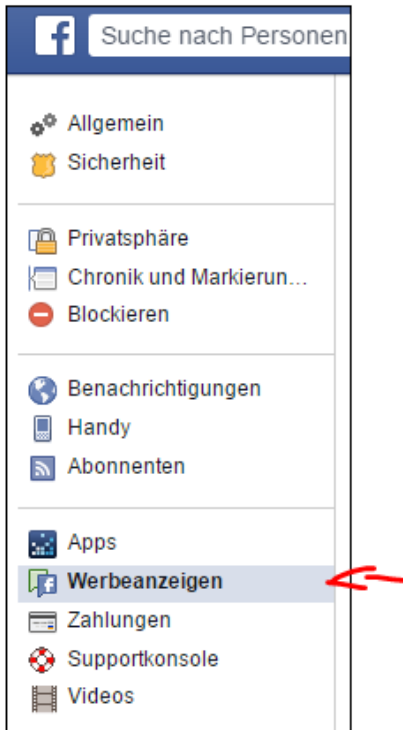 f Suche nach Personen
Allgemein
Sicherheit
Privatsphäre
Chronik und Markierun...
Blockieren
Benachrichtigungen
Handy
Abonnenten
Apps
Werbeanzeigen
Zahlungen
Supportkonsole
Videos